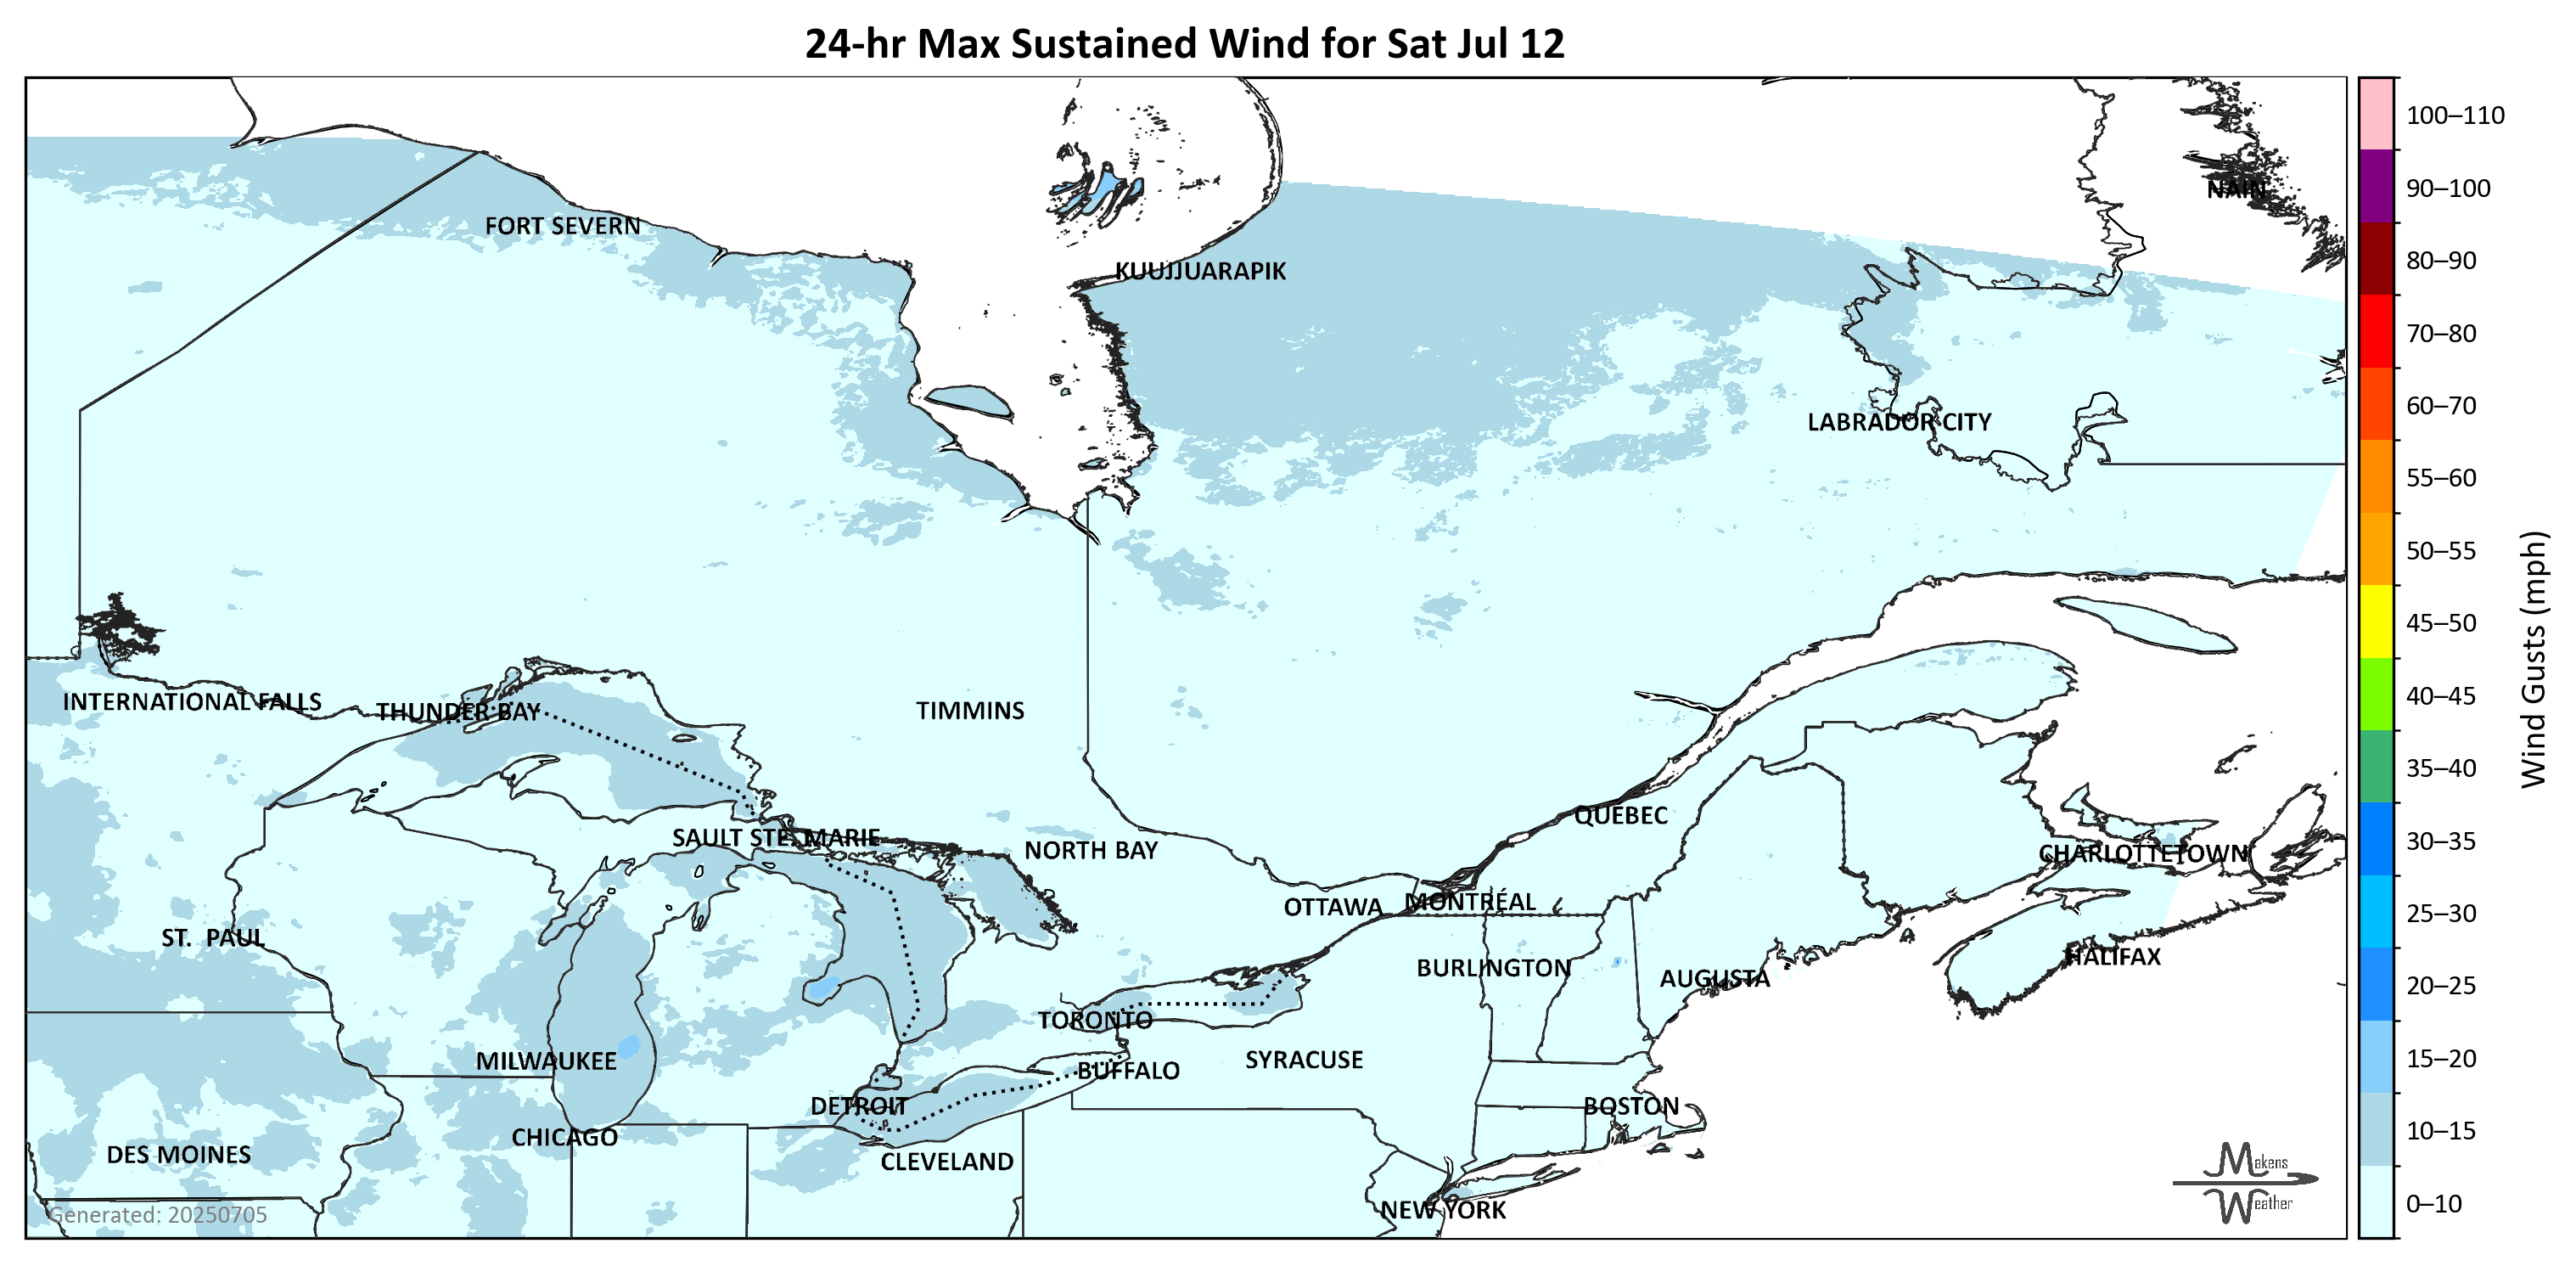 24-hr Max Sustained Wind for Sat Jul 12
100–110
90–100
NAIN
FORT SEVERN
80–90
KUUJJUARAPIK
70–80
60–70
LABRADOR CITY
55–60
50–55
45–50
Wind Gusts (mph)
INTERNATIONAL FALLS
THUNDER BAY
TIMMINS
40–45
35–40
QUÉBEC
SAULT STE. MARIE
NORTH BAY
CHARLOTTETOWN
30–35
OTTAWA
MONTRÉAL
25–30
ST. PAUL
BURLINGTON
AUGUSTA
HALIFAX
20–25
TORONTO
MILWAUKEE
BUFFALO
SYRACUSE
15–20
DETROIT
BOSTON
CHICAGO
10–15
DES MOINES
CLEVELAND
Makens
Weather
NEW YORK
0–10
Generated: 20250705